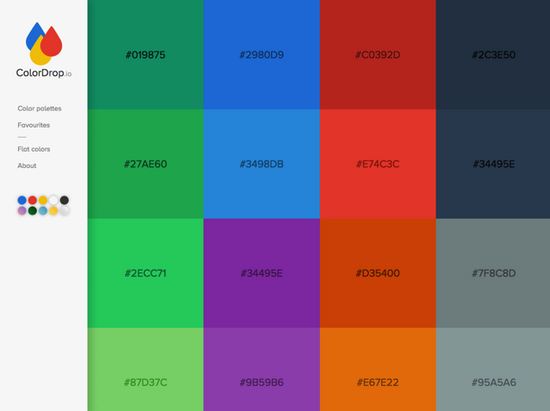 ColorDrop.io
Color palettes
Favourites
Flat colors
About
#019875
#2980D9
#C0392D
#2C3E50
#27AE60
#3498DB
#E74C3C
#34495E
#2ECC71
#34495E
#D35400
#7F8C8D
#87D37C
#9B59B6
#E67E22
#95A5A6